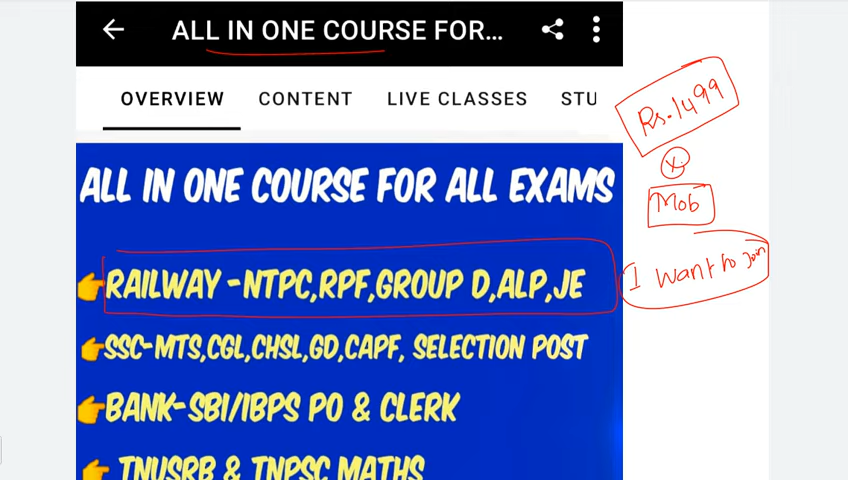 ALL IN ONE COURSE FOR...
OVERVIEW CONTENT LIVE CLASSES STU
ALL IN ONE COURSE FOR ALL EXAMS
👉RAILWAY -NTPC,RPF,GROUP D,ALP,JE
👉SSC-MTS,CGL,CHSL,GD,CAPF, SELECTION POST
👉BANK-SBI/IBPS PO & CLERK
👉 TNUSRB & TNPSC MATHS
Rs.1499
X
Mob
I want to join